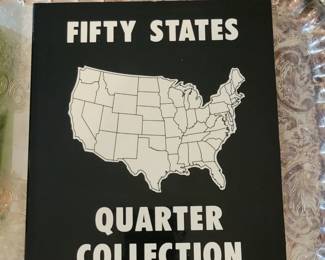 FIFTY STATES
QUARTER
COLLECTION